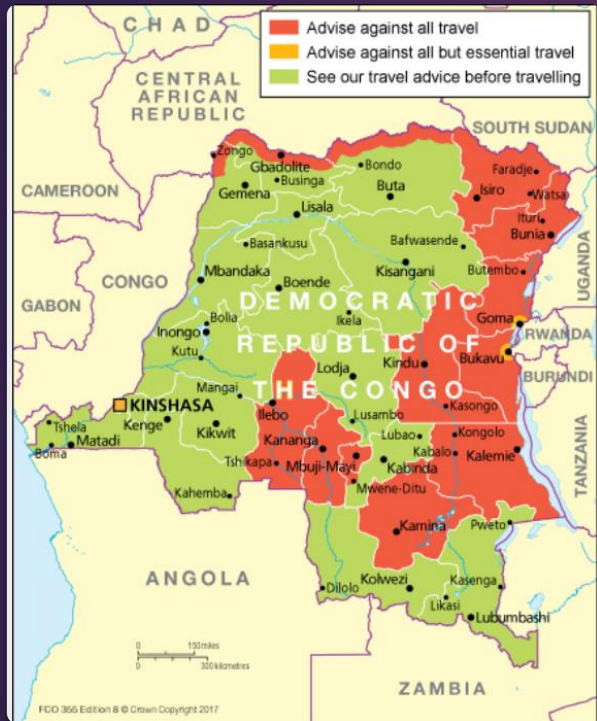 Advise against all travel
Advise against all but essential travel
See our travel advice before travelling
CHAD
CENTRAL
AFRICAN
REPUBLIC
SOUTH SUDAN
CAMEROON
Zongo
Gbadolite
Businga
Gemena
Bondo
Buta
Faradje
Isiro
Watsa
Lisala
Ituri
Bunia
Basankusu
Bafwasende
CONGO
Mbandaka
Boende
Kisangani
Butembo
UGANDA
GABON
DEMOCRATIC
Bolia
Ikela
Goma
Inongo
REPUBLIC OF
RWANDA
Kutu
Lodja
Kindu
Bukavu
BURUNDI
Mangai
THE CONGO
KINSHASA
Ilebo
Lusambo
Kasongo
Tshela
Kenge
Kikwit
Kananga
Lubao
Kongolo
Matadi
Boma
Tshikapa
Mbuji-Mayi
Kabinda
Kabalo
Kalemie
TANZANIA
Kahemba
Mwene-Ditu
Kamina
Pweto
ANGOLA
Dilolo
Kolwezi
Kasenga
Likasi
Lubumbashi
0 150 miles
0 300 kilometres
ZAMBIA
FCO 365 Edition 8 © Crown Copyright 2017